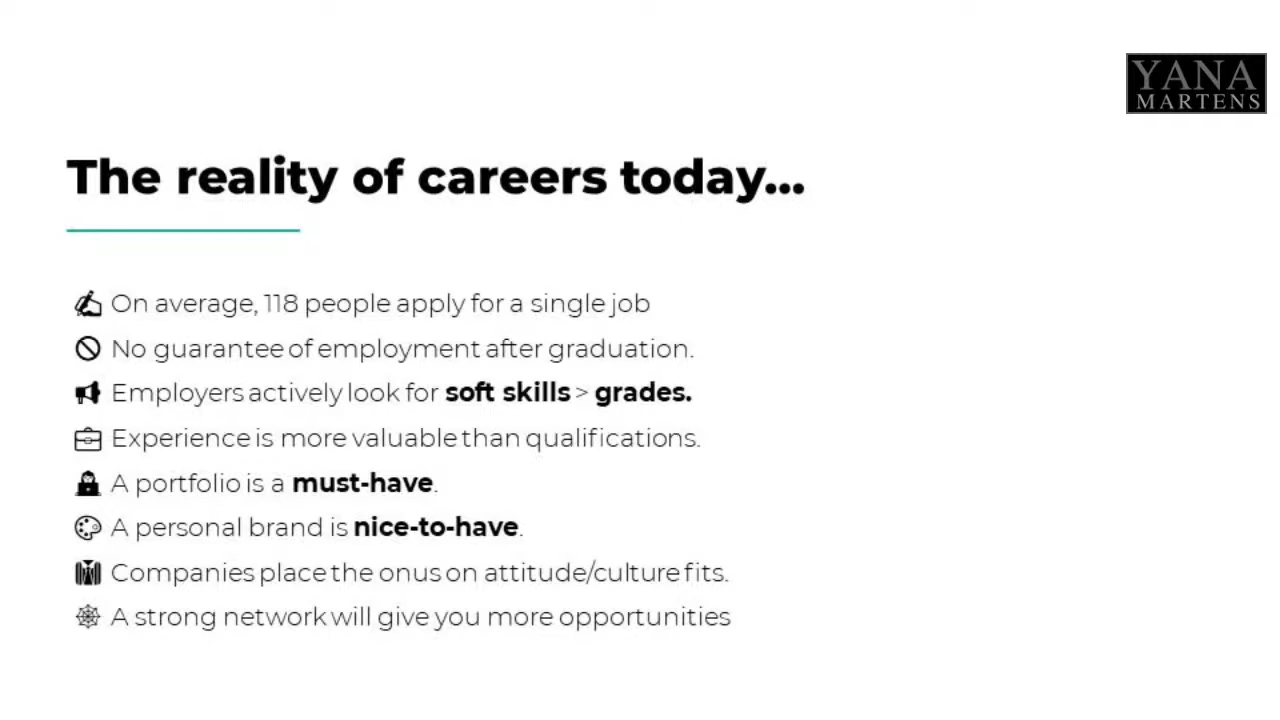 YANA
MARTENS
The reality of careers today...
On average, 118 people apply for a single job
No guarantee of employment after graduation.
Employers actively look for soft skills > grades.
Experience is more valuable than qualifications.
A portfolio is a must-have.
A personal brand is nice-to-have.
Companies place the onus on attitude/culture fits.
A strong network will give you more opportunities